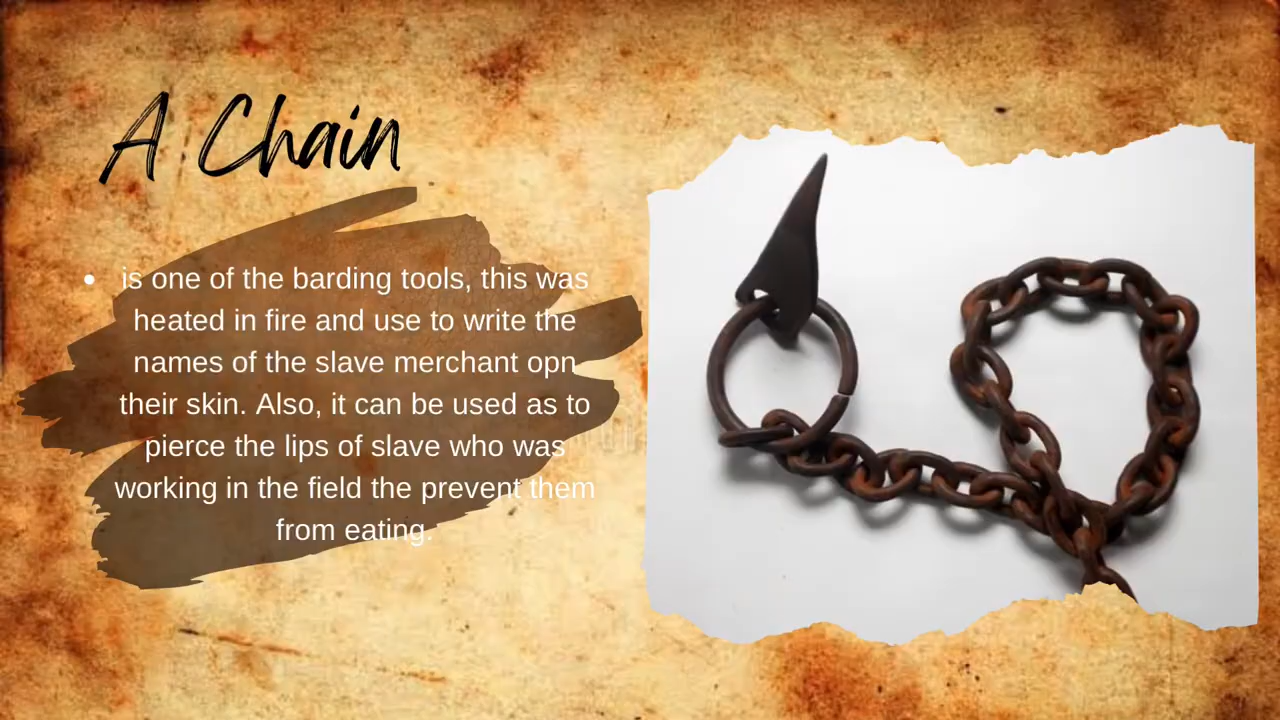 A Chain
• is one of the barding tools, this was
heated in fire and use to write the
names of the slave merchant opn
their skin. Also, it can be used as to
pierce the lips of slave who was
working in the field the prevent them
from eating.